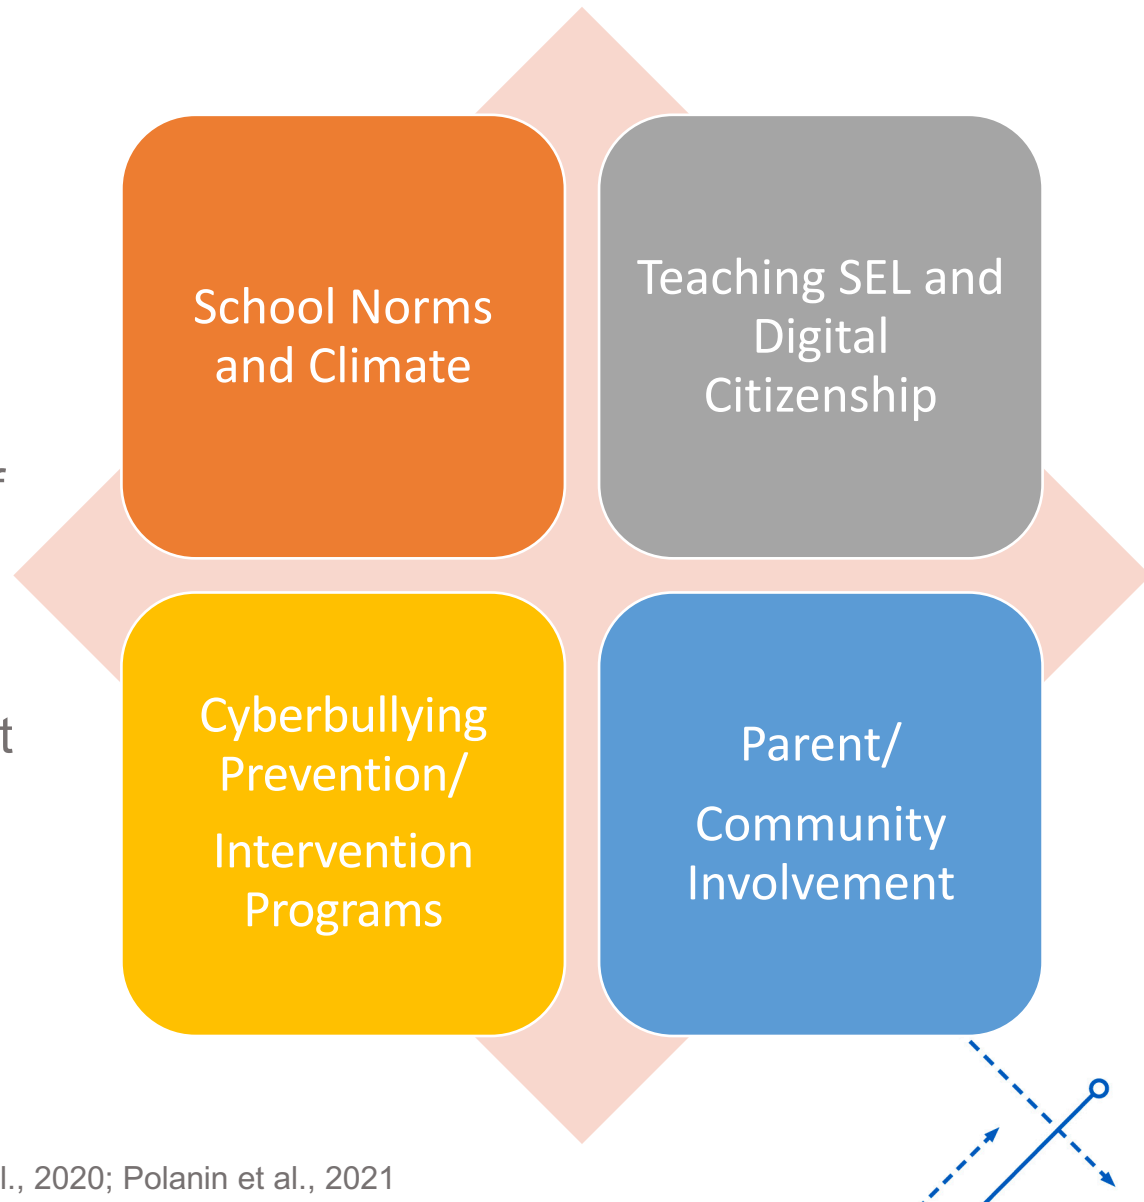 School Norms
and Climate
Teaching SEL and
Digital
Citizenship
Cyberbullying
Prevention/
Intervention
Programs
Parent/
Community
Involvement
l., 2020; Polanin et al., 2021